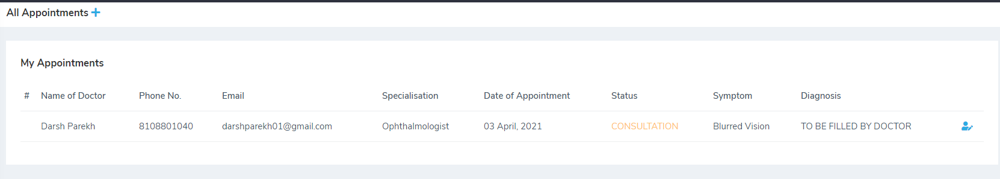 All Appointments
My Appointments
# Name of Doctor Phone No. Email Specialisation Date of Appointment Status Symptom Diagnosis
Darsh Parekh 8108801040 darshparekh01@gmail.com Ophthalmologist 03 April, 2021 CONSULTATION Blurred Vision TO BE FILLED BY DOCTOR